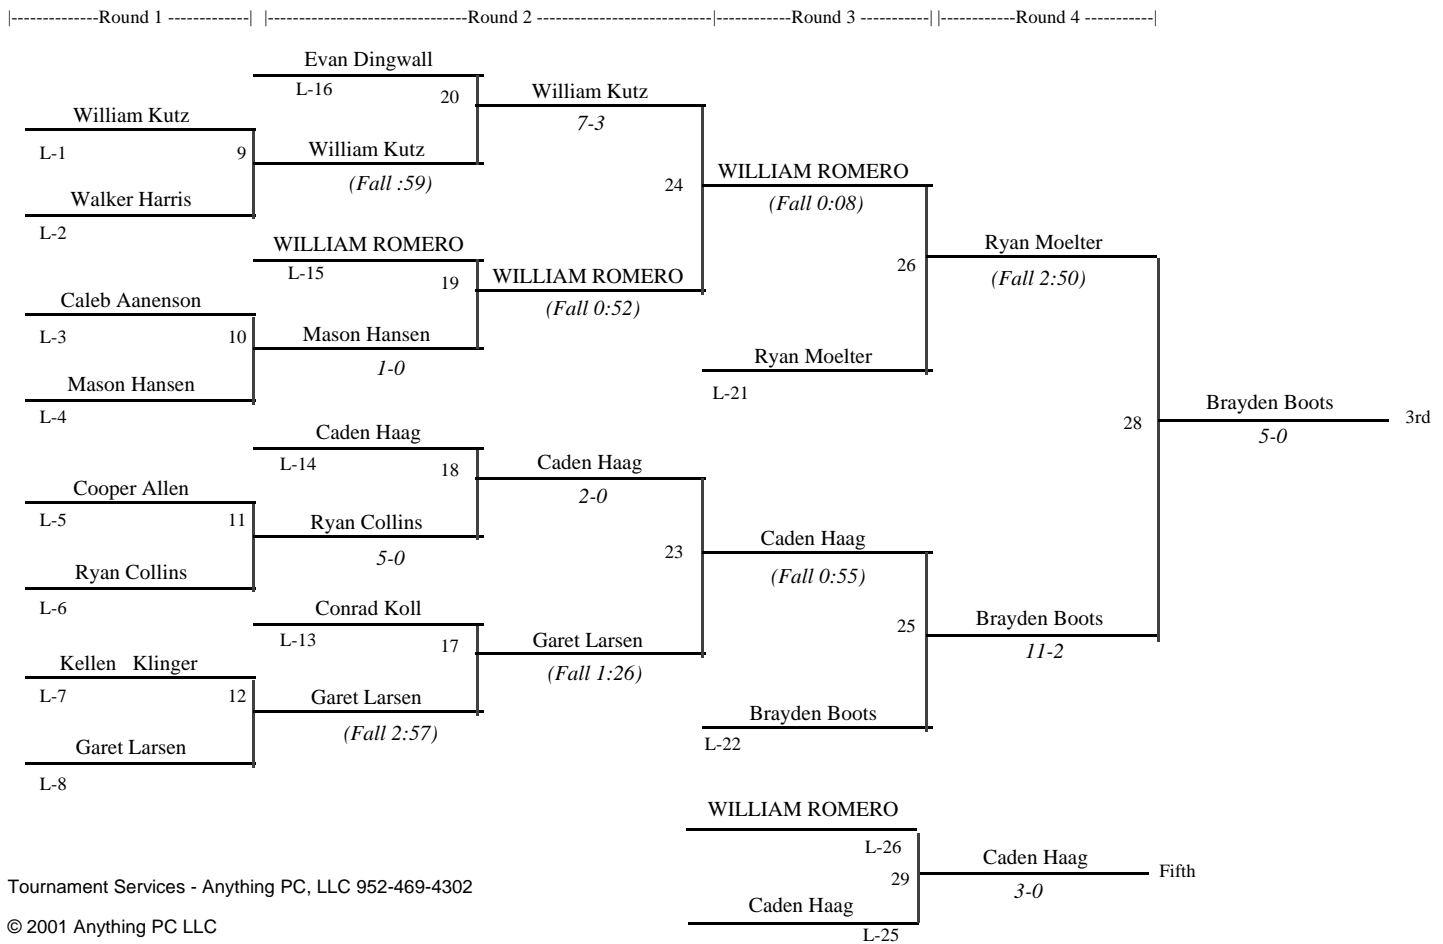 |--------------Round 1 -------------|
|---------------------------Round 2 ------------------------|
|------------Round 3 -----------|
|------------Round 4 -----------|
Evan Dingwall
L-16
20
William Kutz
7-3
William Kutz
L-1
9
William Kutz
(Fall :59)
Walker Harris
L-2
24
WILLIAM ROMERO
(Fall 0:08)
WILLIAM ROMERO
L-15
19
WILLIAM ROMERO
(Fall 0:52)
26
Ryan Moelter
(Fall 2:50)
Caleb Aanenson
L-3
10
Mason Hansen
1-0
Mason Hansen
L-4
Ryan Moelter
L-21
Caden Haag
L-14
18
Caden Haag
2-0
28
Brayden Boots
5-0
3rd
Cooper Allen
L-5
11
Ryan Collins
5-0
Ryan Collins
L-6
23
Caden Haag
(Fall 0:55)
Conrad Koll
L-13
17
Garet Larsen
(Fall 1:26)
25
Brayden Boots
11-2
Kellen   Klinger
L-7
12
Garet Larsen
(Fall 2:57)
Garet Larsen
L-8
Brayden Boots
L-22
WILLIAM ROMERO
L-26
29
Caden Haag
3-0
Fifth
Caden Haag
L-25
Tournament Services - Anything PC, LLC 952-469-4302
© 2001 Anything PC LLC